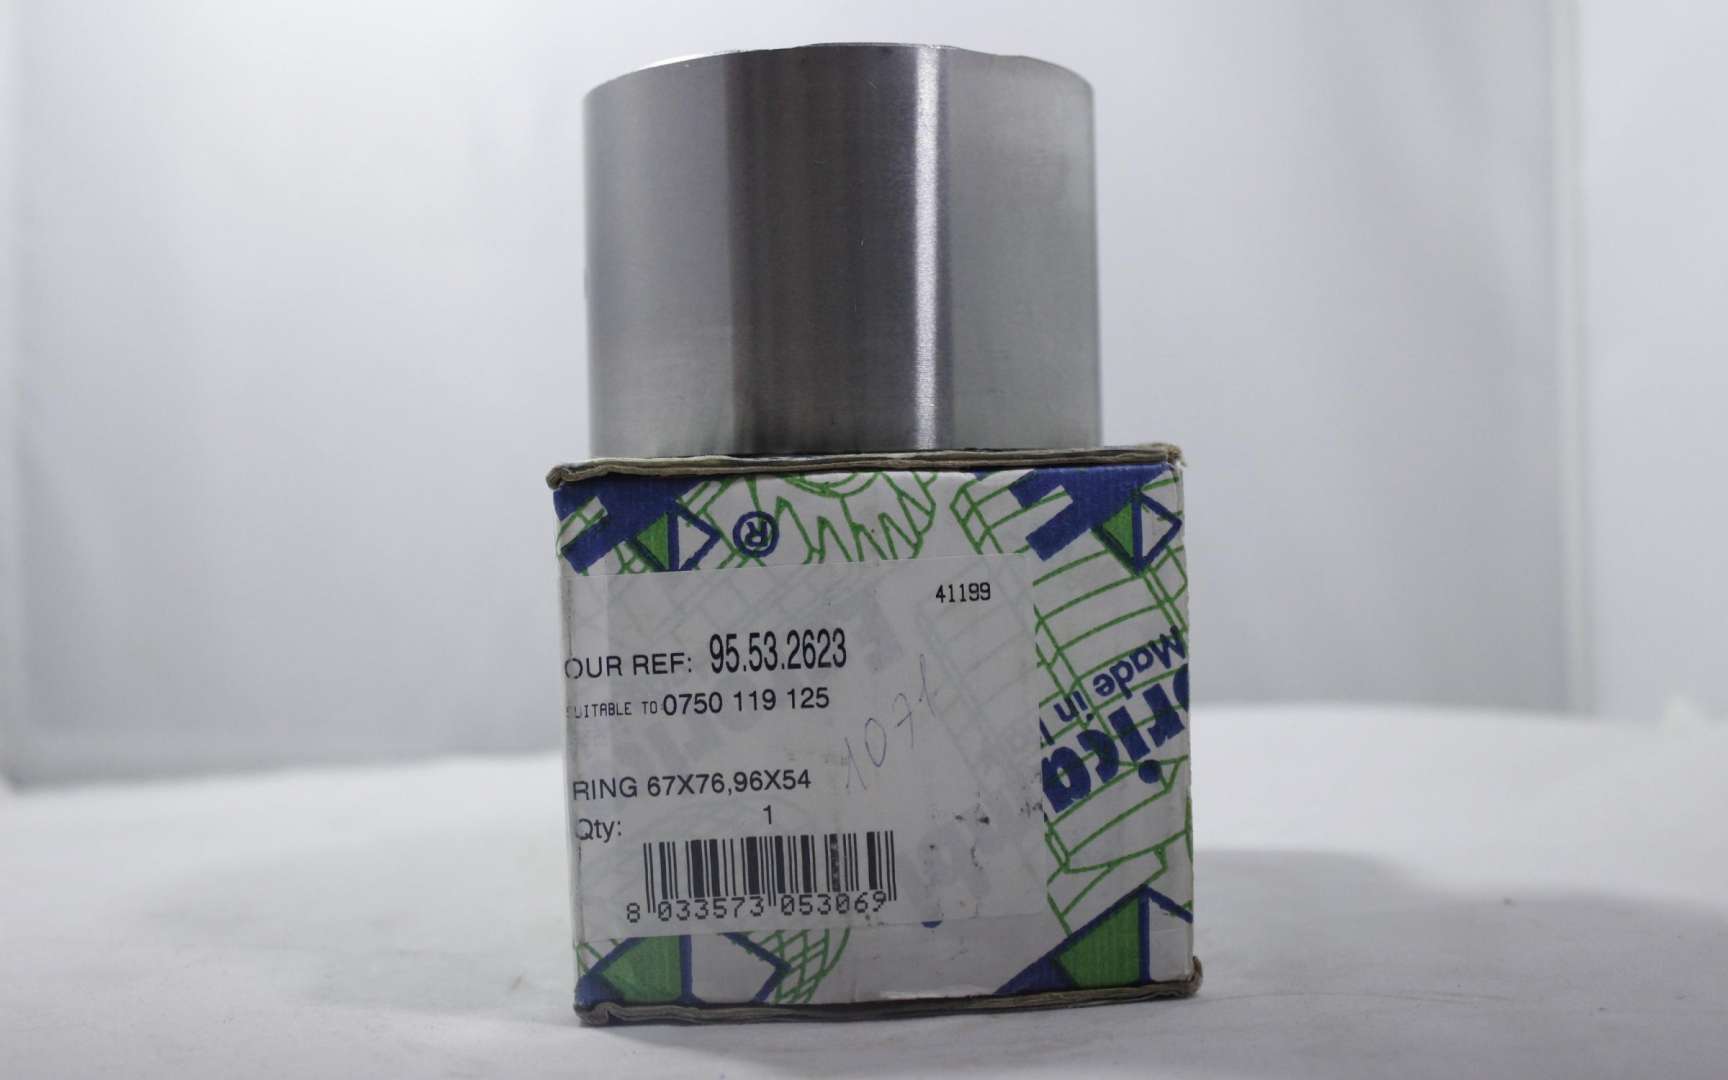 ®
41199
OUR REF: 95.53.2623
SUITABLE TO 0750 119 125
1071
RING 67X76,96X54
Qty: 1
8 033573 053069
Made in